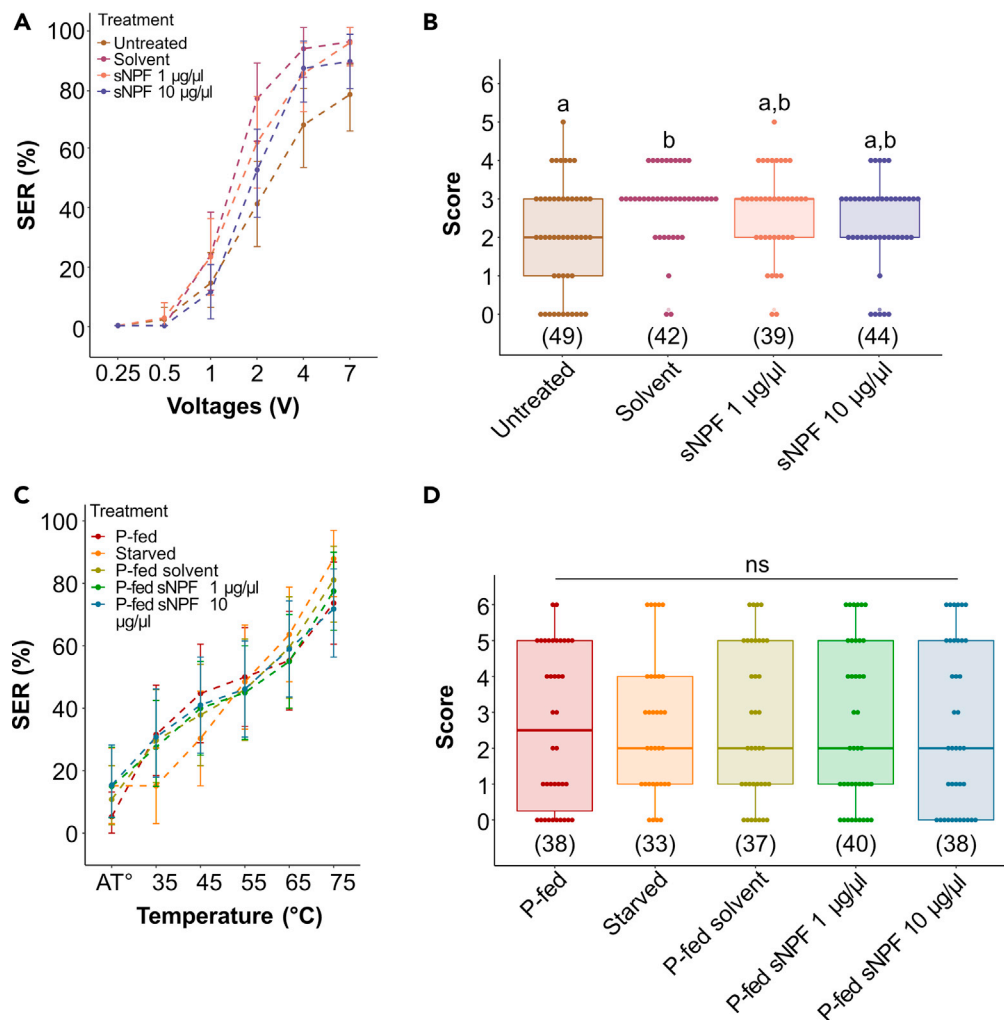 A
Treatment
Untreated
Solvent
sNPF 1 µg/µl
sNPF 10 µg/µl
100
80
60
40
20
0
SER (%)
0.25 0.5 1 2 4 7
Voltages (V)
B
a b a,b a,b
6
5
4
3
2
1
0
Score
(49) (42) (39) (44)
Untreated
Solvent
sNPF 1 µg/µl
sNPF 10 µg/µl
C
Treatment
P-fed
Starved
P-fed solvent
P-fed sNPF 1 µg/µl
P-fed sNPF 10
µg/µl
100
80
60
40
20
0
SER (%)
AT° 35 45 55 65 75
Temperature (°C)
D
ns
6
5
4
3
2
1
0
Score
(38) (33) (37) (40) (38)
P-fed
Starved
P-fed solvent
P-fed sNPF 1 µg/µl
P-fed sNPF 10 µg/µl